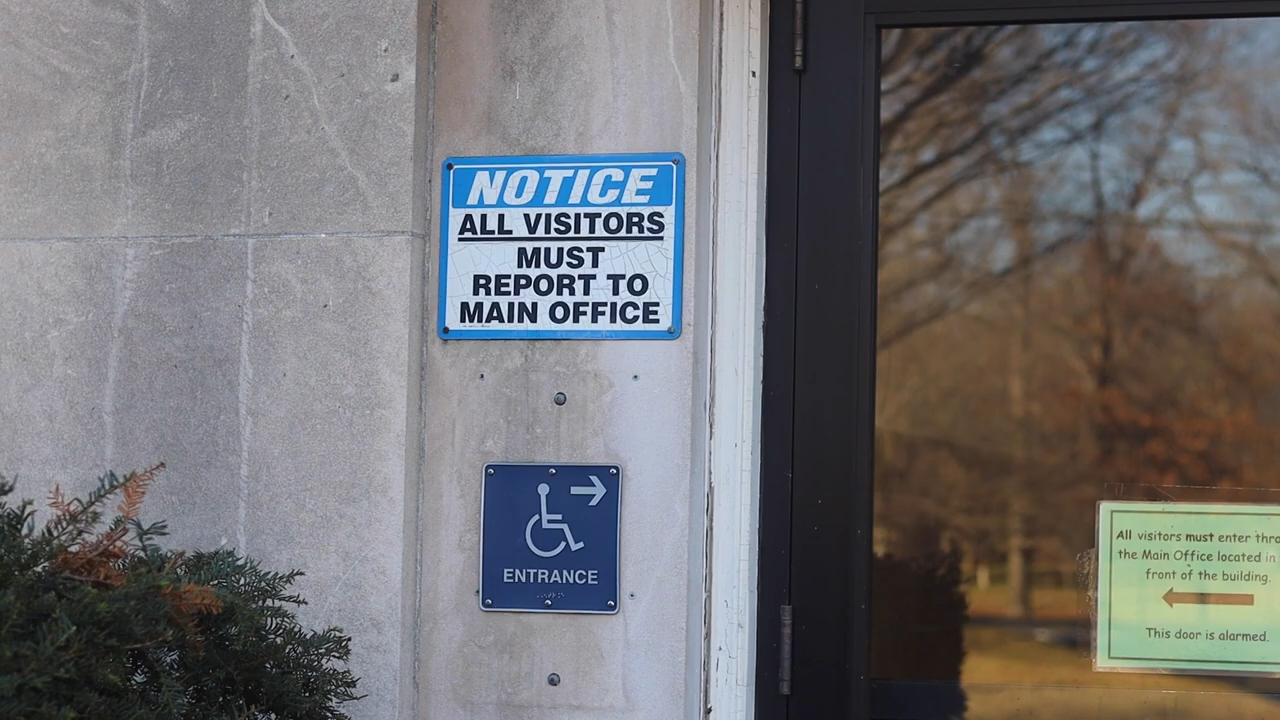 NOTICE
ALL VISITORS
MUST
REPORT TO
MAIN OFFICE
ENTRANCE
All visitors must enter
the Main Office located in
front of the building.
This door is alarmed.